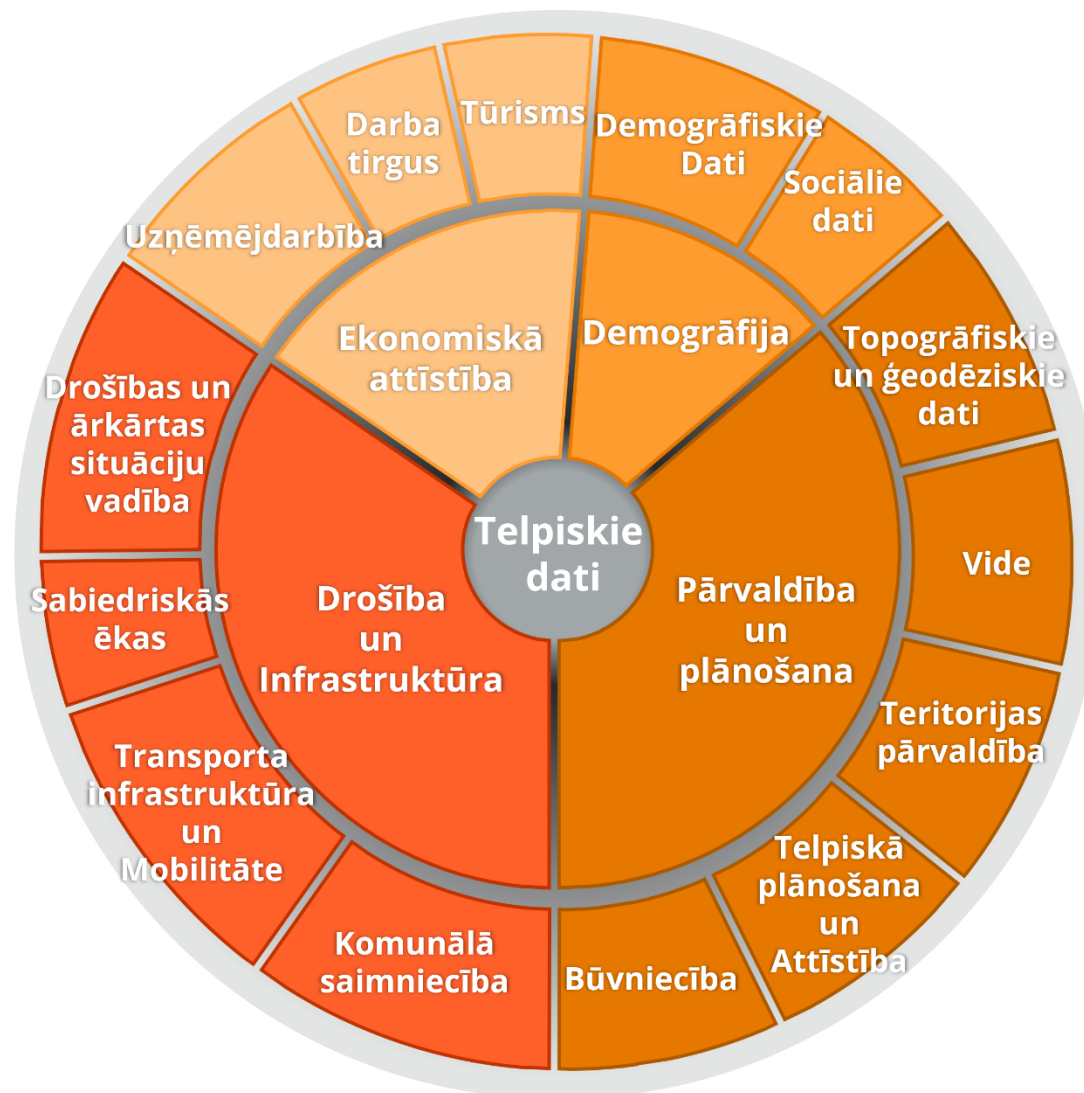 Telpiskie
dati
Ekonomiskā
attīstība
Demogrāfija
Pārvaldība
un
plānošana
Drošība
un
Infrastruktūra
Uzņēmējdarbība
Darba
tirgus
Tūrisms
Demogrāfiskie
Dati
Sociālie
dati
Topogrāfiskie
un ģeodēziskie
dati
Vide
Teritorijas
pārvaldība
Telpiskā
plānošana
un
Attīstība
Būvniecība
Komunālā
saimniecība
Transporta
infrastruktūra
un
Mobilitāte
Sabiedriskās
ēkas
Drošības un
ārkārtas
situāciju
vadība